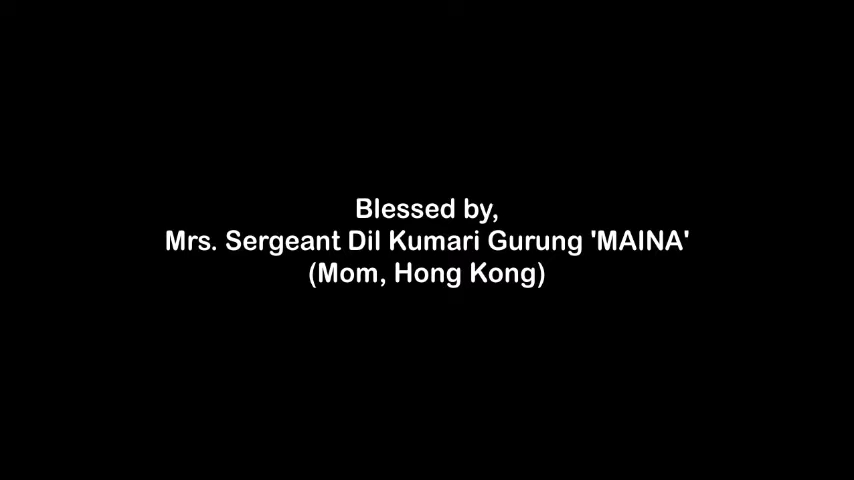 Blessed by,
Mrs. Sergeant Dil Kumari Gurung 'MAINA'
(Mom, Hong Kong)